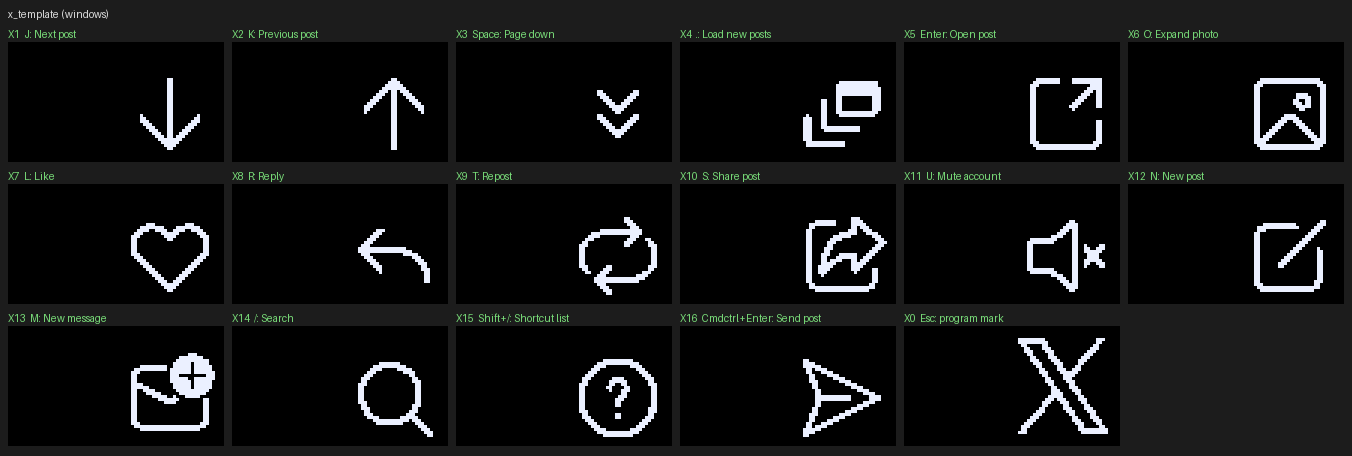 x_template (windows)
X1 J: Next post
X2 K: Previous post
X3 Space: Page down
X4 .: Load new posts
X5 Enter: Open post
X6 O: Expand photo
X7 L: Like
X8 R: Reply
X9 T: Repost
X10 S: Share post
X11 U: Mute account
X12 N: New post
X13 M: New message
X14 /: Search
X15 Shift+/: Shortcut list
X16 Cmdctrl+Enter: Send post
X0 Esc: program mark
?
X